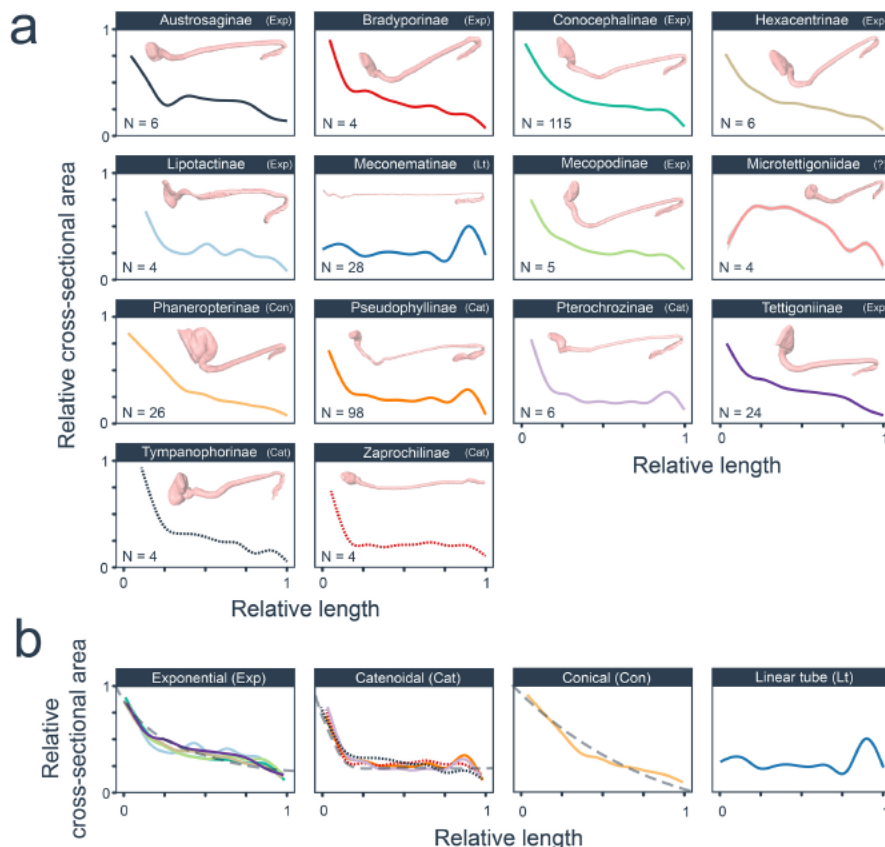 a
Relative cross-sectional area
Austrosaginae (Exp)
Bradyporinae (Exp)
Conocephalinae (Exp)
Hexacentrinae (Exp)
1
0
N = 6
N = 4
N = 115
N = 6
Lipotactinae (Exp)
Meconematinae (Lt)
Mecopodinae (Exp)
Microtettigoniidae (?)
1
0
N = 4
N = 28
N = 5
N = 4
Phaneropterinae (Con)
Pseudophyllinae (Cat)
Pterochrozinae (Cat)
Tettigoniinae (Exp)
1
0
N = 26
N = 98
N = 6
N = 24
0 1
0 1
Relative length
Tympanophorinae (Cat)
Zaprochilinae (Cat)
1
0
N = 4
N = 4
0 1
0 1
Relative length
b
Relative
cross-sectional area
Exponential (Exp)
Catenoidal (Cat)
Conical (Con)
Linear tube (Lt)
1
0
0 1
0 1
0 1
0 1
Relative length